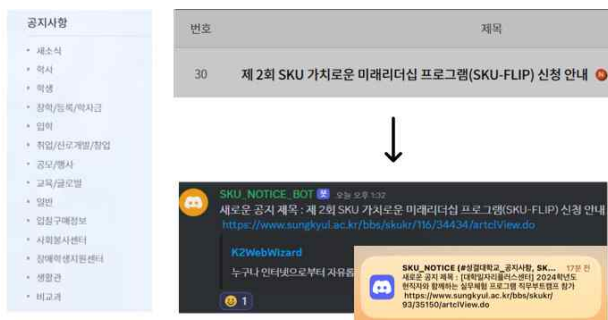 공지사항
새소식
학사
학생
장학/등록/학자금
입학
취업/진로개발/창업
공모/행사
교육/글로벌
일반
입찰구매정보
사회봉사센터
장애학생지원센터
생활관
비교과
번호 제목
30 제 2회 SKU 가치로운 미래리더십 프로그램(SKU-FLIP) 신청 안내 N
SKU_NOTICE_BOT 봇 오늘 오후 1:32
새로운 공지 제목 : 제 2회 SKU 가치로운 미래리더십 프로그램(SKU-FLIP) 신청 안내
https://www.sungkyul.ac.kr/bbs/skukr/116/34434/artclView.do
K2WebWizard
누구나 인터넷으로부터 자유롭
1
SKU_NOTICE (#성결대학교_공지사항, SK... 17분 전
새로운 공지 제목 : [대학일자리플러스센터] 2024학년도
현직자와 함께하는 실무체험 프로그램 직무부트캠프 참가
https://www.sungkyul.ac.kr/bbs/skukr/
93/35150/artclView.do